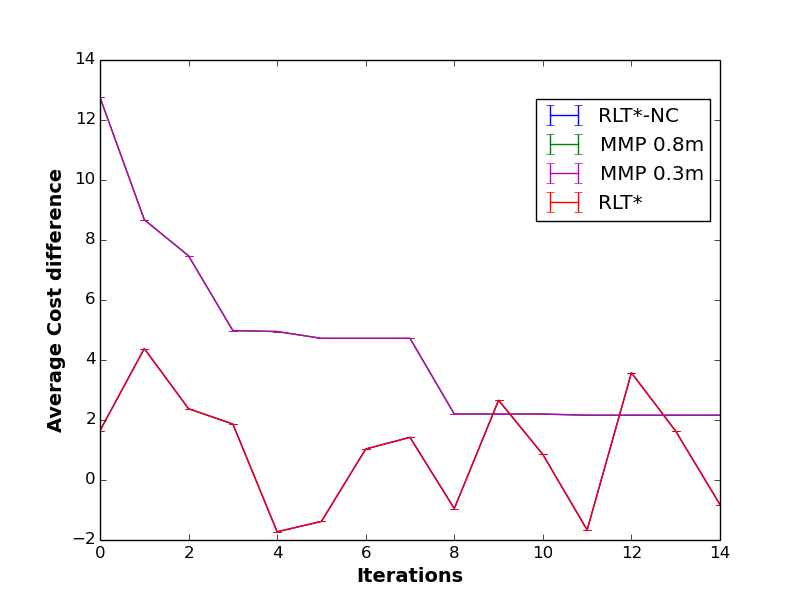 14
12
10
8
6
4
2
0
−2
Average Cost difference
RLT*-NC
MMP 0.8m
MMP 0.3m
RLT*
0 2 4 6 8 10 12 14
Iterations